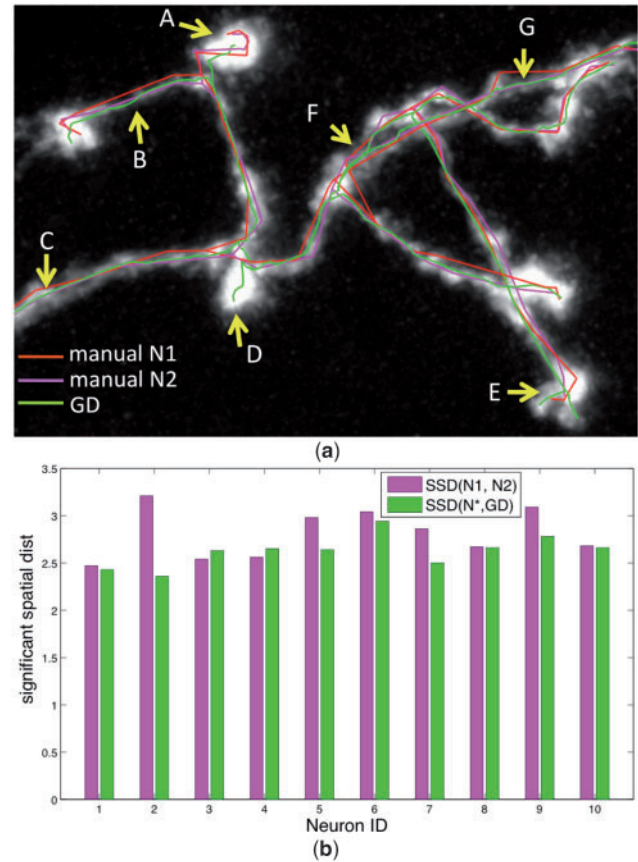 A
B
C
D
E
F
G
manual N1
manual N2
GD
(a)
3.5
3
2.5
2
1.5
1
0.5
0
significant spatial dist
SSD(N1, N2)
SSD(N*,GD)
1 2 3 4 5 6 7 8 9 10
Neuron ID
(b)